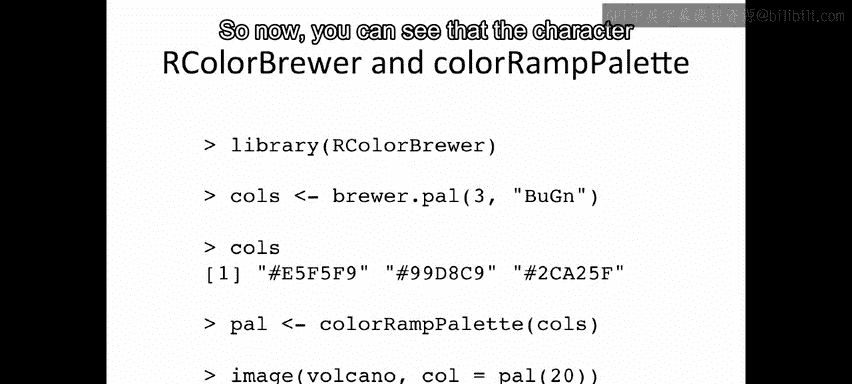 So now, you can see that the character
RColorBrewer and colorRampPalette
> library(RColorBrewer)
> cols <- brewer.pal(3, "BuGn")
> cols
[1] "#E5F5F9" "#99D8C9" "#2CA25F"
> pal <- colorRampPalette(cols)
> image(volcano, col = pal(20))